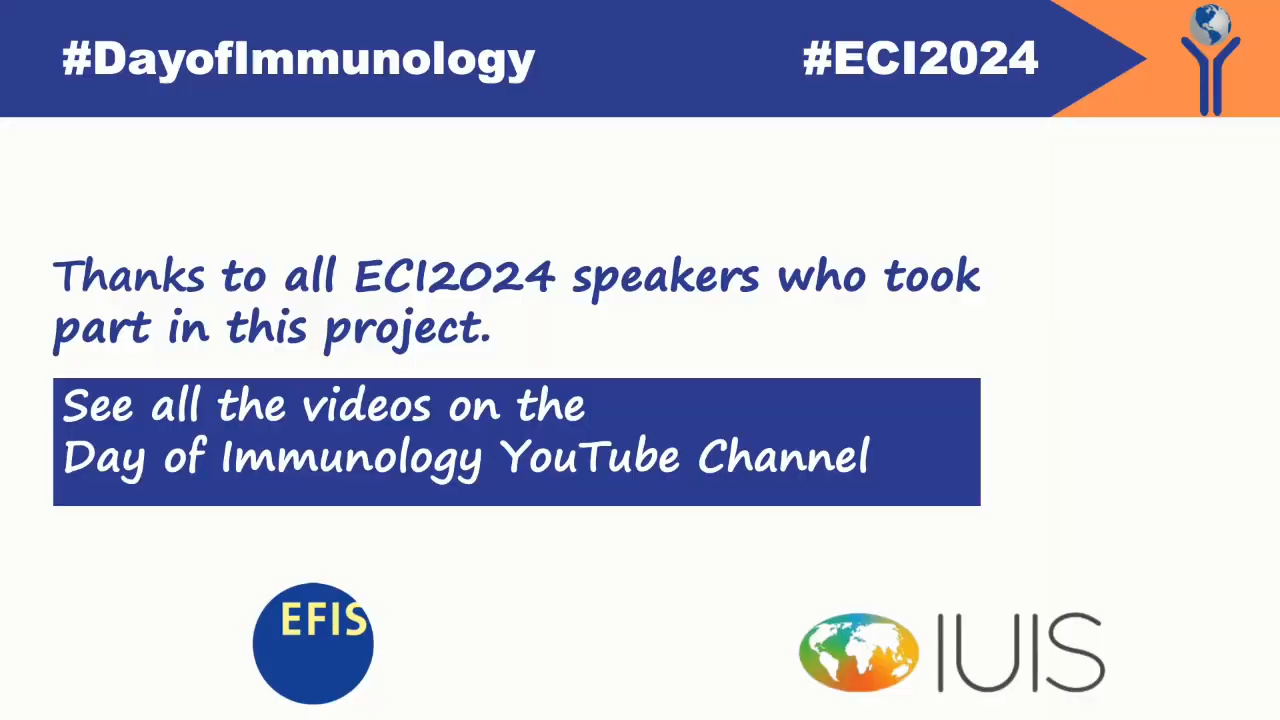 #DayofImmunology #ECI2024
Thanks to all ECI2024 speakers who took
part in this project.
See all the videos on the
Day of Immunology YouTube Channel
EFIS
IUIS